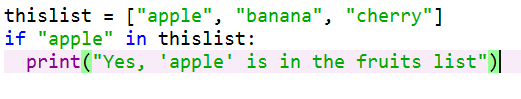 thislist = ["apple", "banana", "cherry"]
if "apple" in thislist:
  print("Yes, 'apple' is in the fruits list")